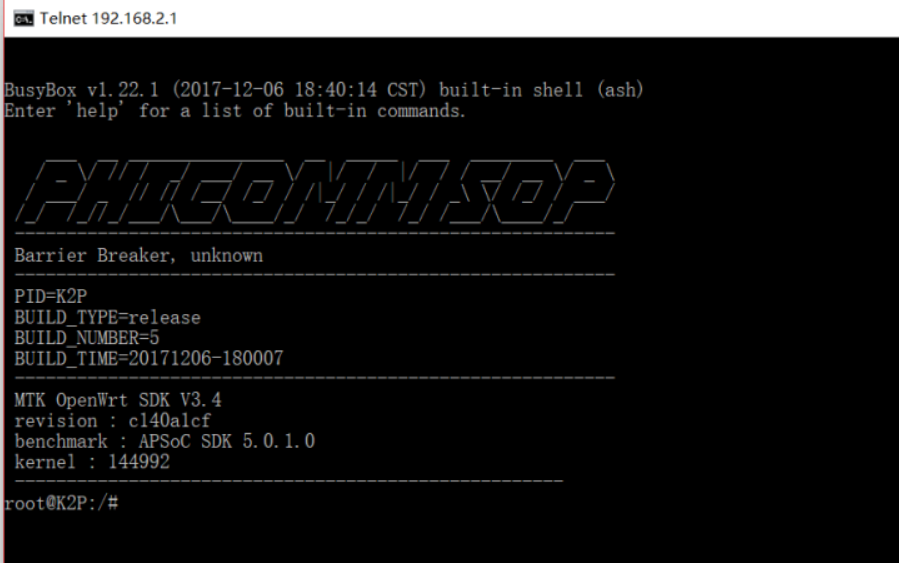 Telnet 192.168.2.1
BusyBox v1.22.1 (2017-12-06 18:40:14 CST) built-in shell (ash)
Enter 'help' for a list of built-in commands.
PHICOMM SOP
Barrier Breaker, unknown
PID=K2P
BUILD_TYPE=release
BUILD_NUMBER=5
BUILD_TIME=20171206-180007
MTK OpenWrt SDK V3.4
revision : c140a1cf
benchmark : APSoC SDK 5.0.1.0
kernel : 144992
root@K2P:/#